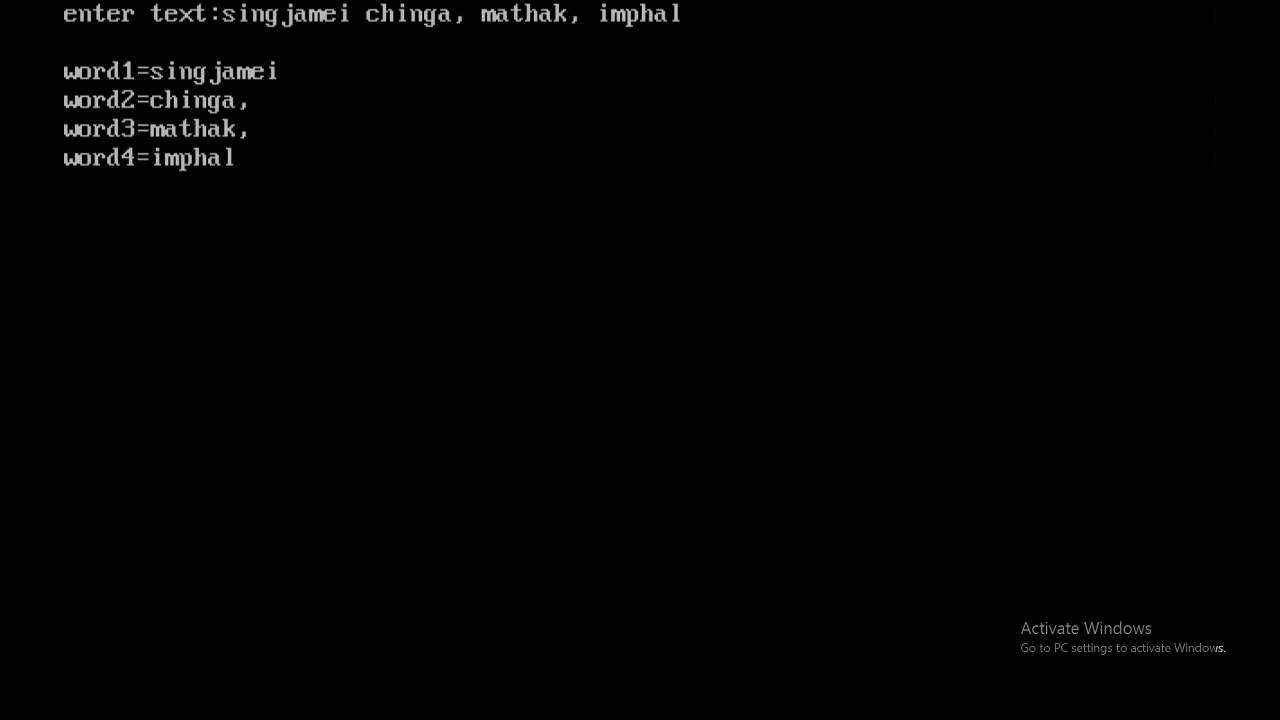 enter text:singjamei chinga, mathak, imphal
word1=singjamei
word2=chinga,
word3=mathak,
word4=imphal
Activate Windows
Go to PC settings to activate Windows.